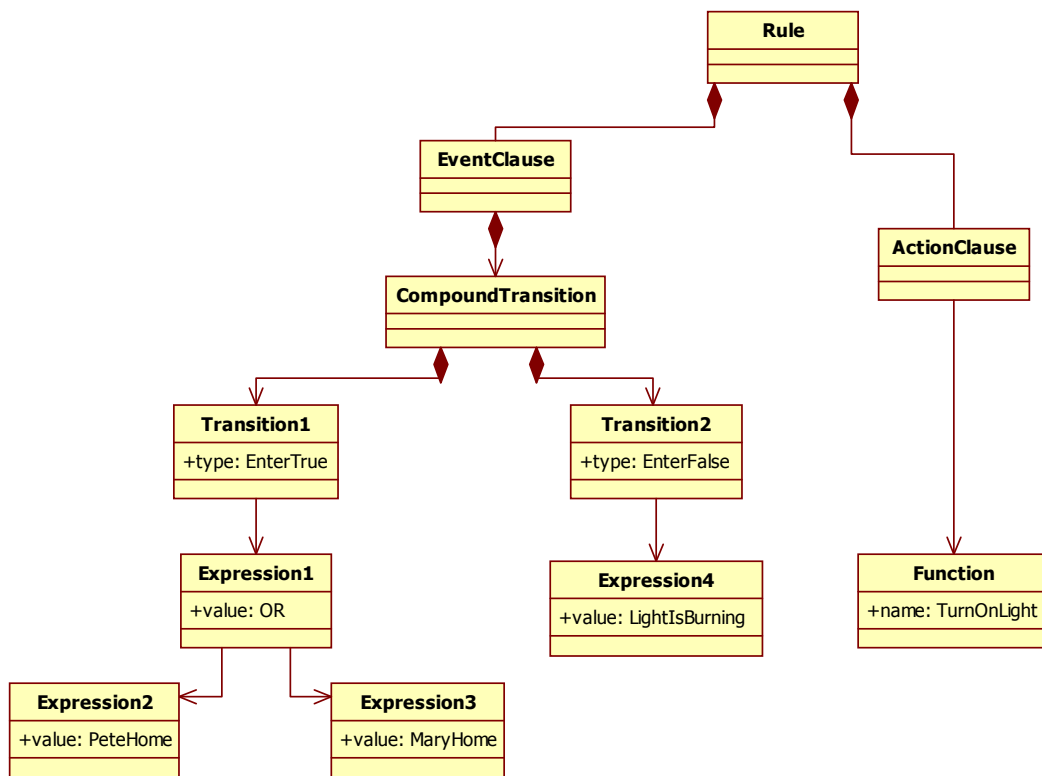 Rule
EventClause
ActionClause
CompoundTransition
Transition1
+type: EnterTrue
Transition2
+type: EnterFalse
Expression1
+value: OR
Expression4
+value: LightIsBurning
Function
+name: TurnOnLight
Expression2
+value: PeteHome
Expression3
+value: MaryHome